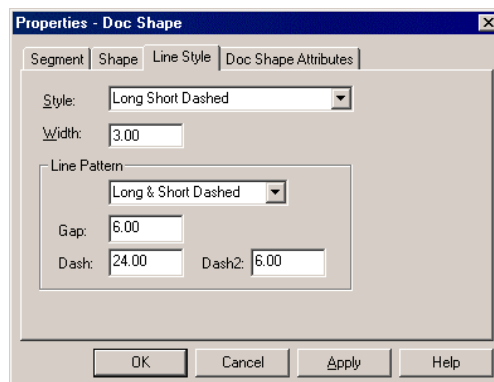 Properties - Doc Shape
Segment Shape Line Style Doc Shape Attributes
Style: Long Short Dashed
Width: 3.00
Line Pattern
Long & Short Dashed
Gap: 6.00
Dash: 24.00 Dash2: 6.00
OK Cancel Apply Help